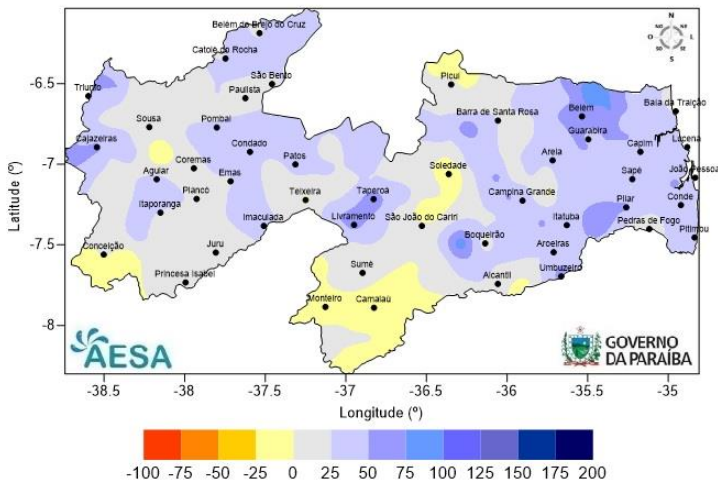 Belém do Brejo do Cruz
Catolé do Rocha
São Bento
Triunfo
Paulista
Picuí
Sousa
Pombal
Barra de Santa Rosa
Belém
Baia da Traição
Guarabira
Cajazeiras
Condado
Lucena
Capim
Areia
Coremas
Patos
Soledade
João Pessoa
Aguiar
Emas
Sapé
Pianco
Teixeira
Taperoa
Campina Grande
Conde
Itaporanga
Pilar
Imaculada
Livramento
São João do Cariri
Itatuba
Pedras de Fogo
Pitimbu
Boqueirão
Conceição
Juru
Aroeiras
Sumé
Umbuzeiro
Princesa Isabel
Alcantil
Monteiro
Camalaú
N
NO
NE
O
L
SO
SE
S
-6.5
-7
-7.5
-8
Latitude (º)
AESA
GOVERNO
DA PARAÍBA
-38.5 -38 -37.5 -37 -36.5 -36 -35.5 -35
Longitude (º)
-100 -75 -50 -25 0 25 50 75 100 125 150 175 200